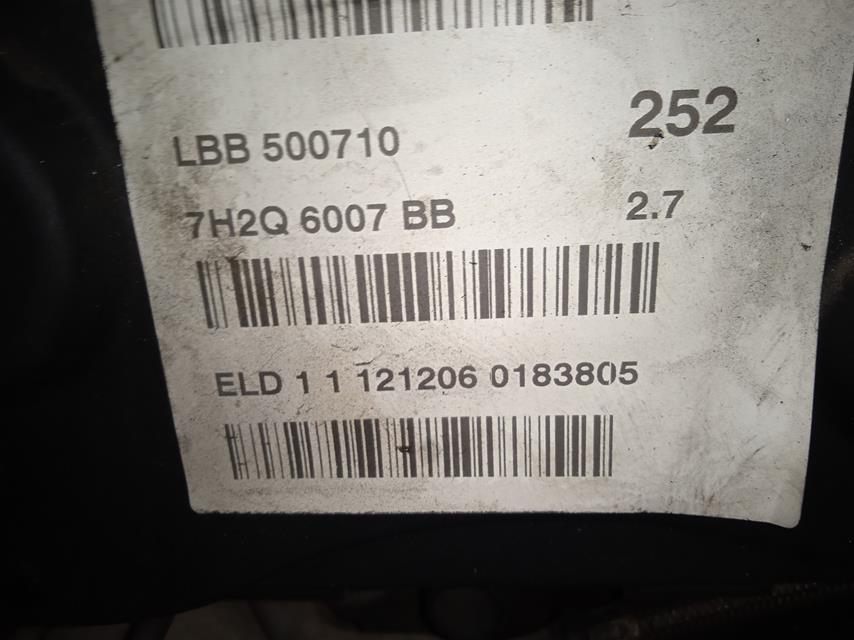 252
LBB 500710
7H2Q 6007 BB 2.7
ELD 1 1 121206 0183805